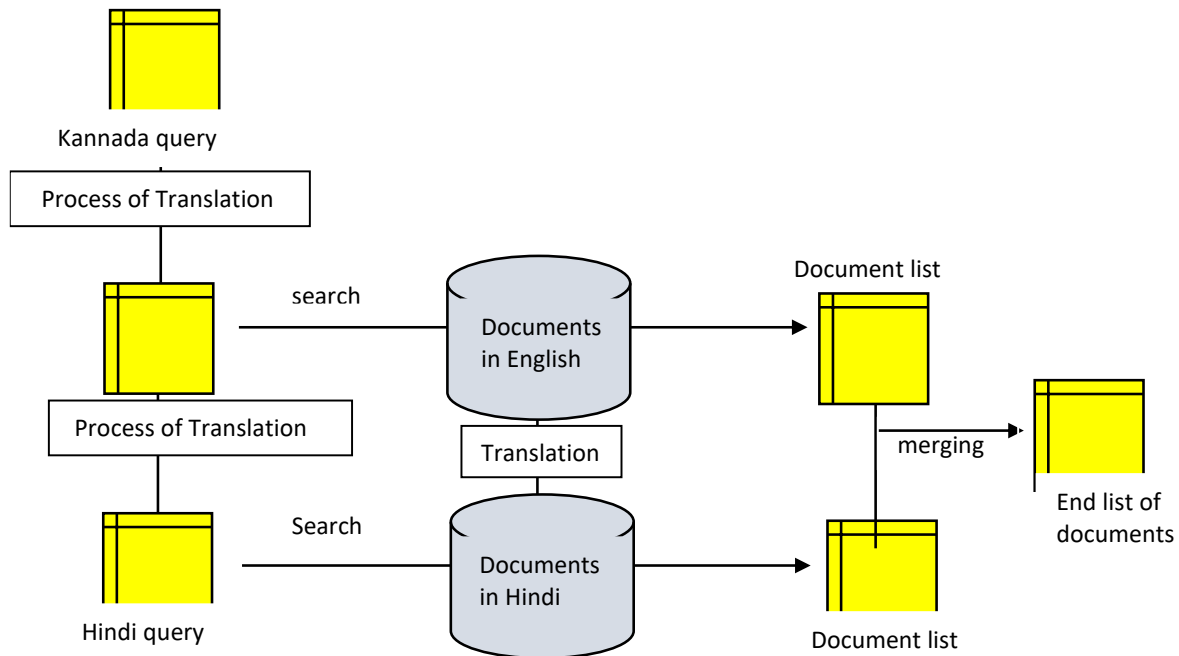 Kannada query
Process of Translation
search
Documents
in English
Document list
Process of Translation
Translation
merging
Search
Documents
in Hindi
End list of
documents
Hindi query
Document list